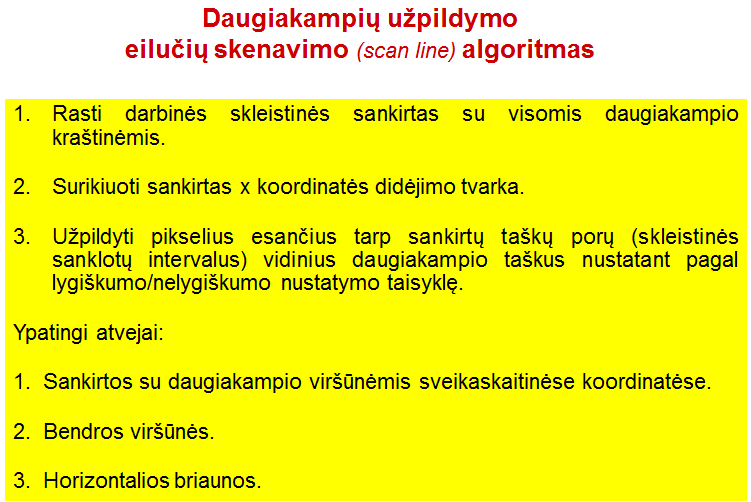 Daugiakampių užpildymo
eilučių skenavimo (scan line) algoritmas
1. Rasti darbinės skleistinės sankirtas su visomis daugiakampio
kraštinėmis.
2. Surikiuoti sankirtas x koordinatės didėjimo tvarka.
3. Užpildyti pikselius esančius tarp sankirtų taškų porų (skleistinės
sanklotų intervalus) vidinius daugiakampio taškus nustatant pagal
lygiškumo/nelygiškumo nustatymo taisyklę.
Ypatingi atvejai:
1. Sankirtos su daugiakampio viršūnėmis sveikaskaitinėse koordinatėse.
2. Bendros viršūnės.
3. Horizontalios briaunos.